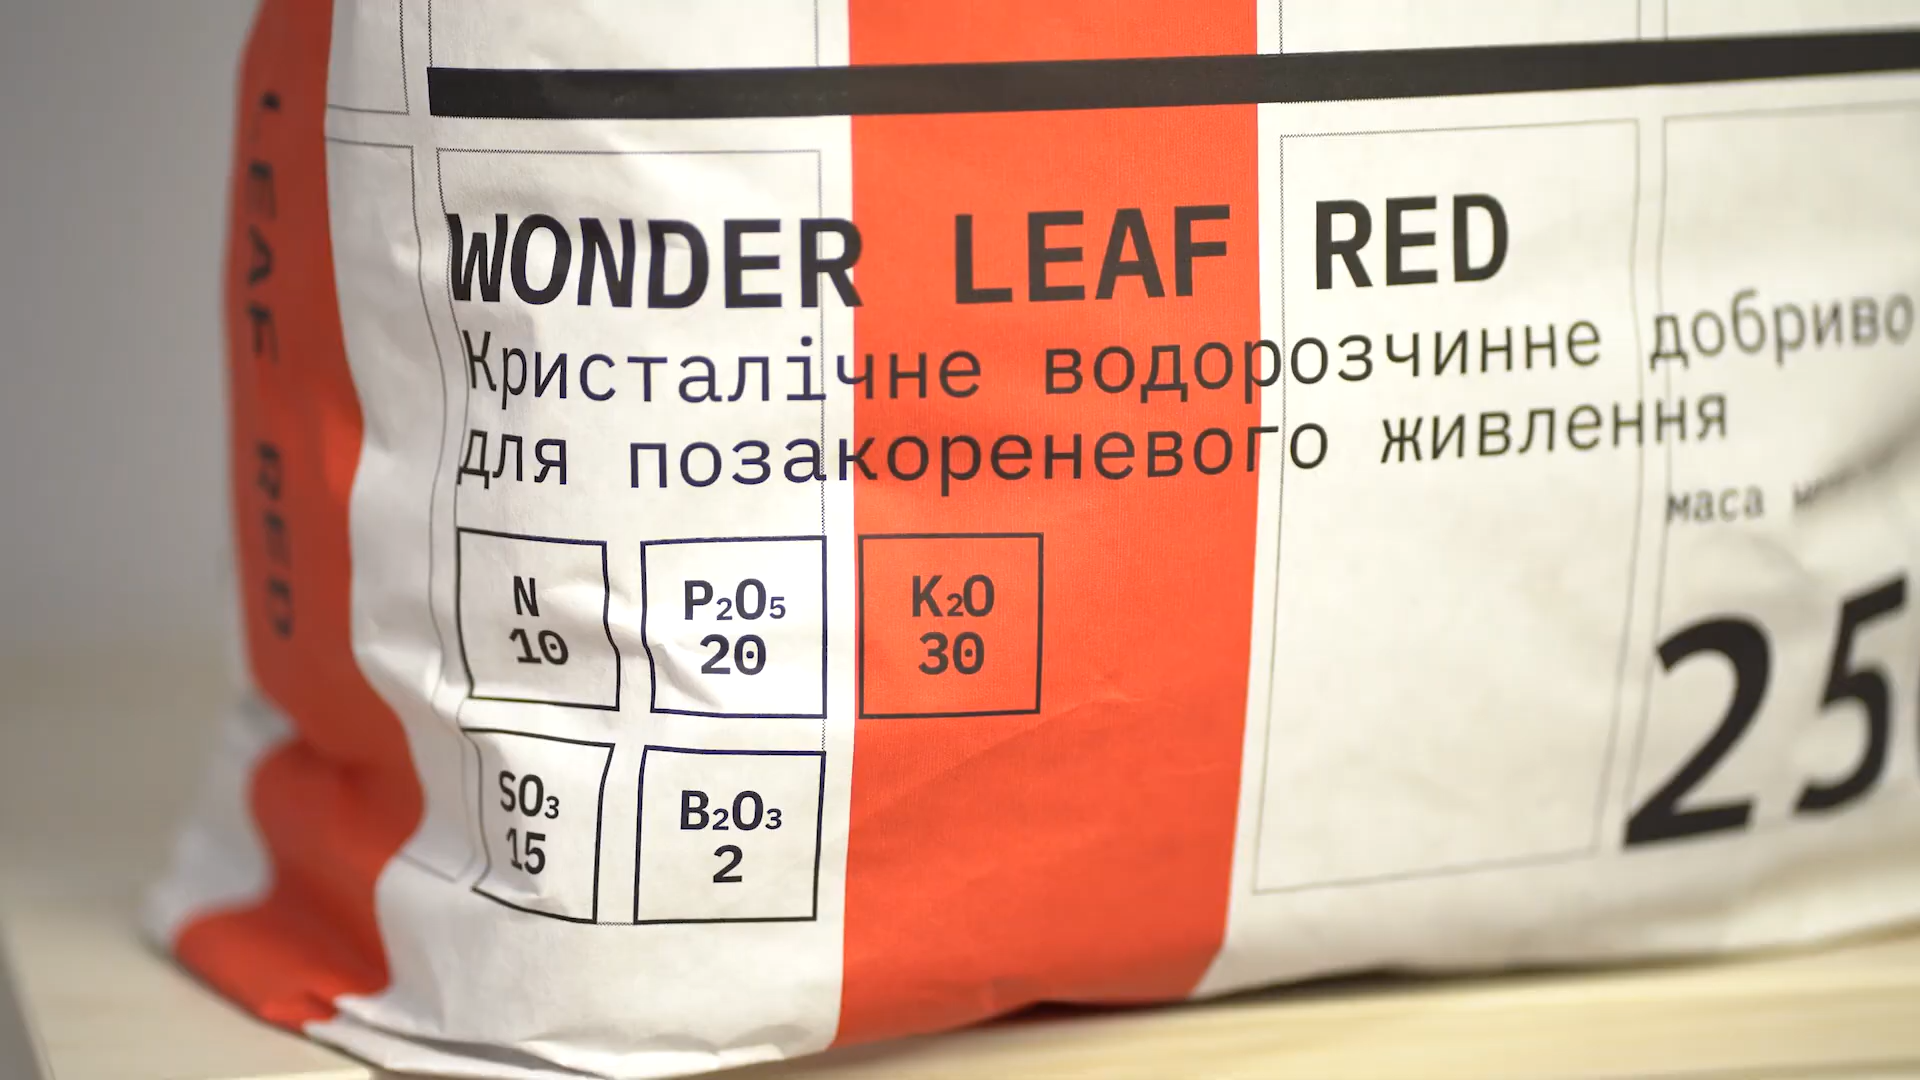 WONDER LEAF RED
Кристалічне водорозчинне добриво
для позакореневого живлення
маса
N
10
P₂O₅
20
K₂O
30
SO₃
15
B₂O₃
2
25
LEAF RED